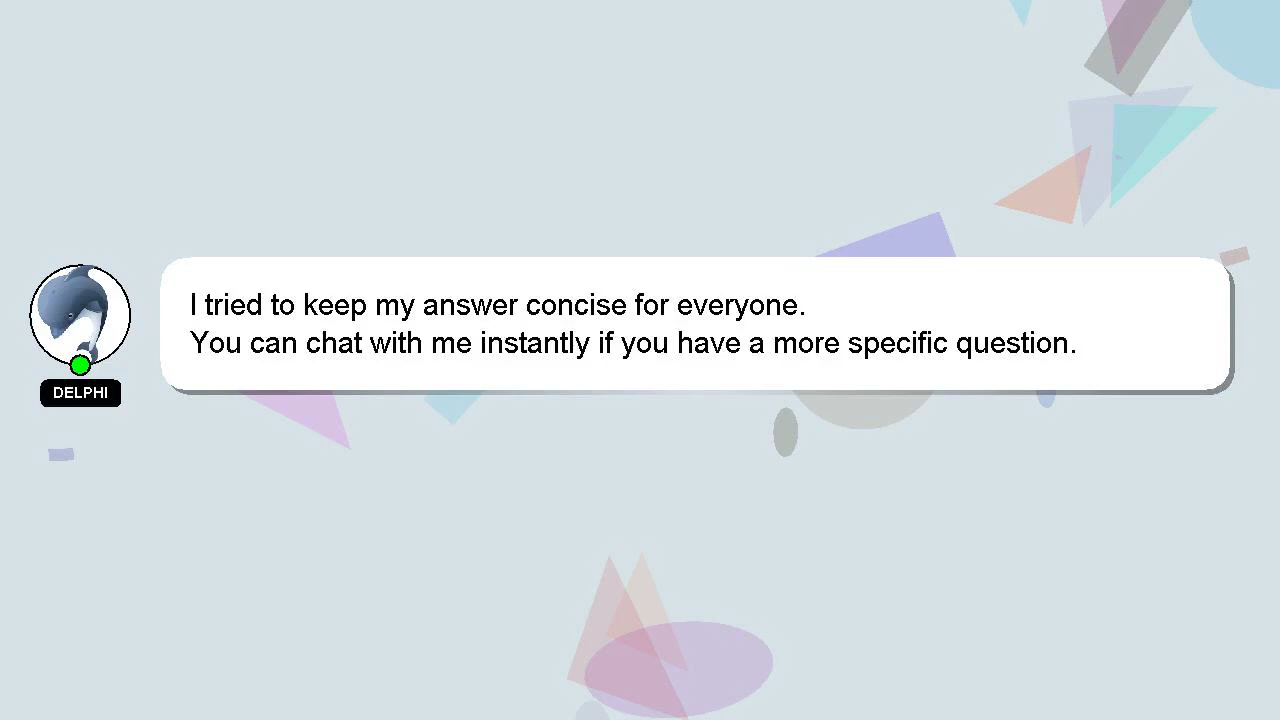 I tried to keep my answer concise for everyone.
You can chat with me instantly if you have a more specific question.
DELPHI